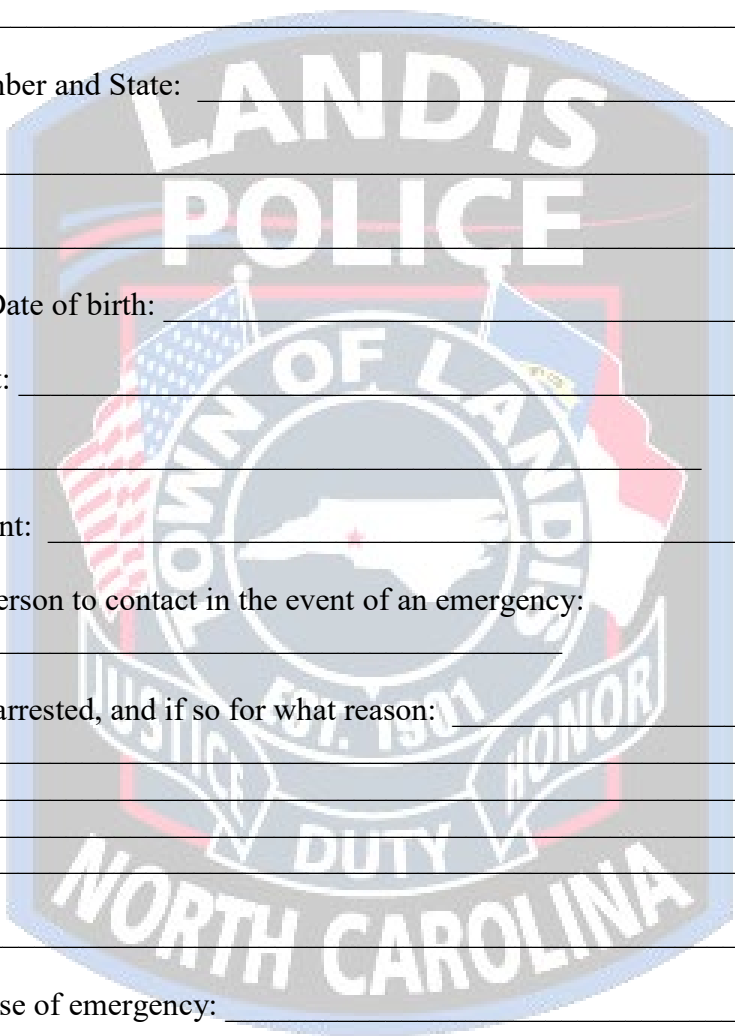 LANDIS
mber and State:
POLICE
Date of birth:
t:
TOWN OF LANDIS
nt:
erson to contact in the event of an emergency:
EST. 1901
arrested, and if so for what reason:
JUSTICE
HONOR
DUTY
NORTH CAROLINA
se of emergency: